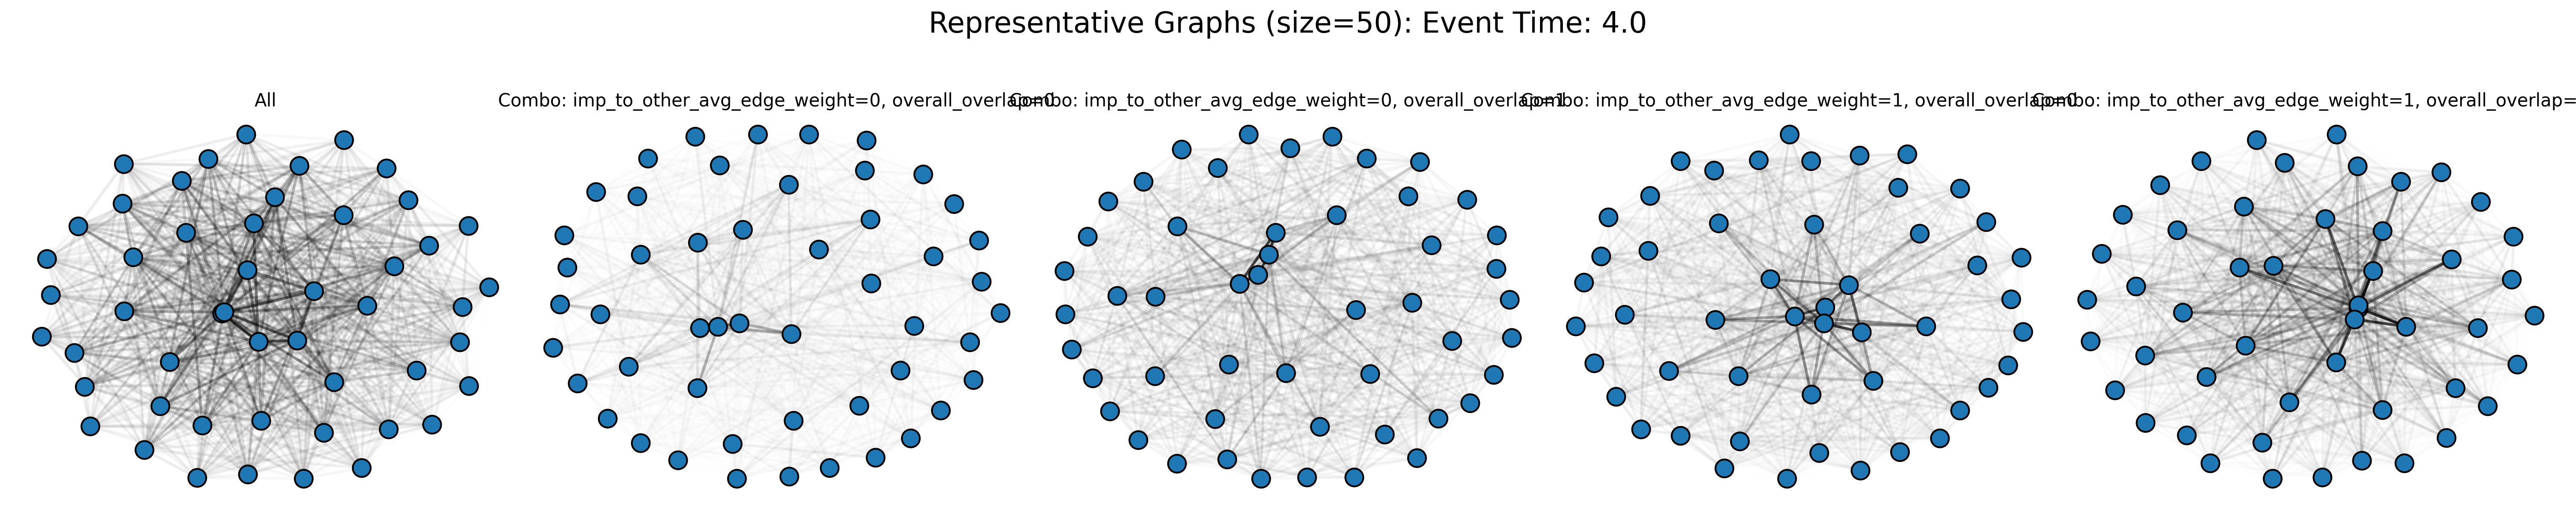 Representative Graphs (size=50): Event Time: 4.0
All
Combo: imp_to_other_avg_edge_weight=0, overall_overlap=0
Combo: imp_to_other_avg_edge_weight=0, overall_overlap=1
Combo: imp_to_other_avg_edge_weight=1, overall_overlap=0
Combo: imp_to_other_avg_edge_weight=1, overall_overlap=